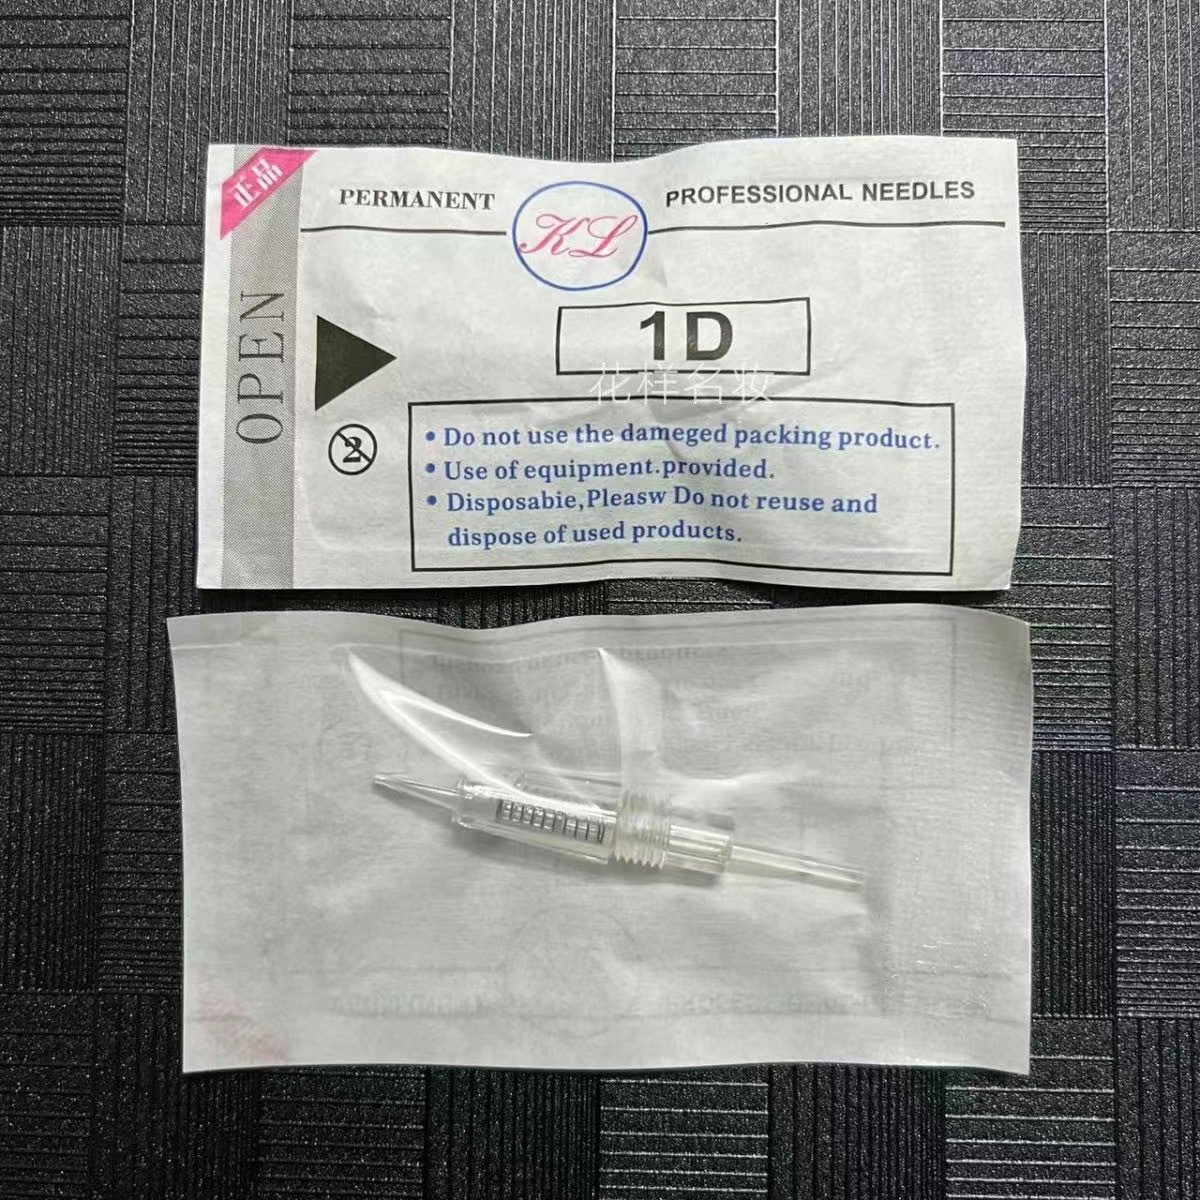 正品
PERMANENT
KL
PROFESSIONAL NEEDLES
OPEN
1D
花样名妆
2
• Do not use the dameged packing product.
• Use of equipment.provided.
• Disposabie,Pleasw Do not reuse and
dispose of used products.